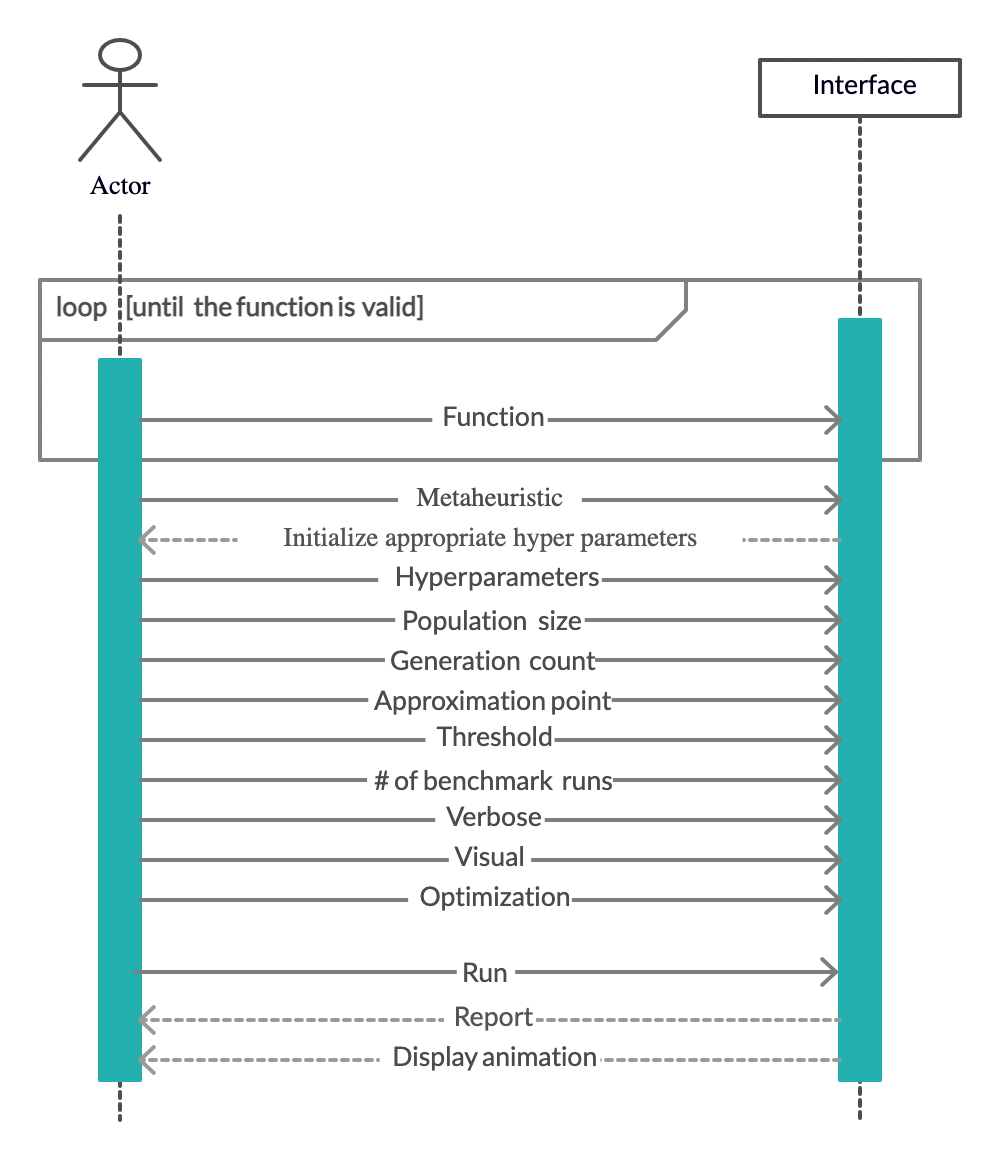 Interface
Actor
loop [until the function is valid]
Function
Metaheuristic
Initialize appropriate hyper parameters
Hyperparameters
Population size
Generation count
Approximation point
Threshold
# of benchmark runs
Verbose
Visual
Optimization
Run
Report
Display animation